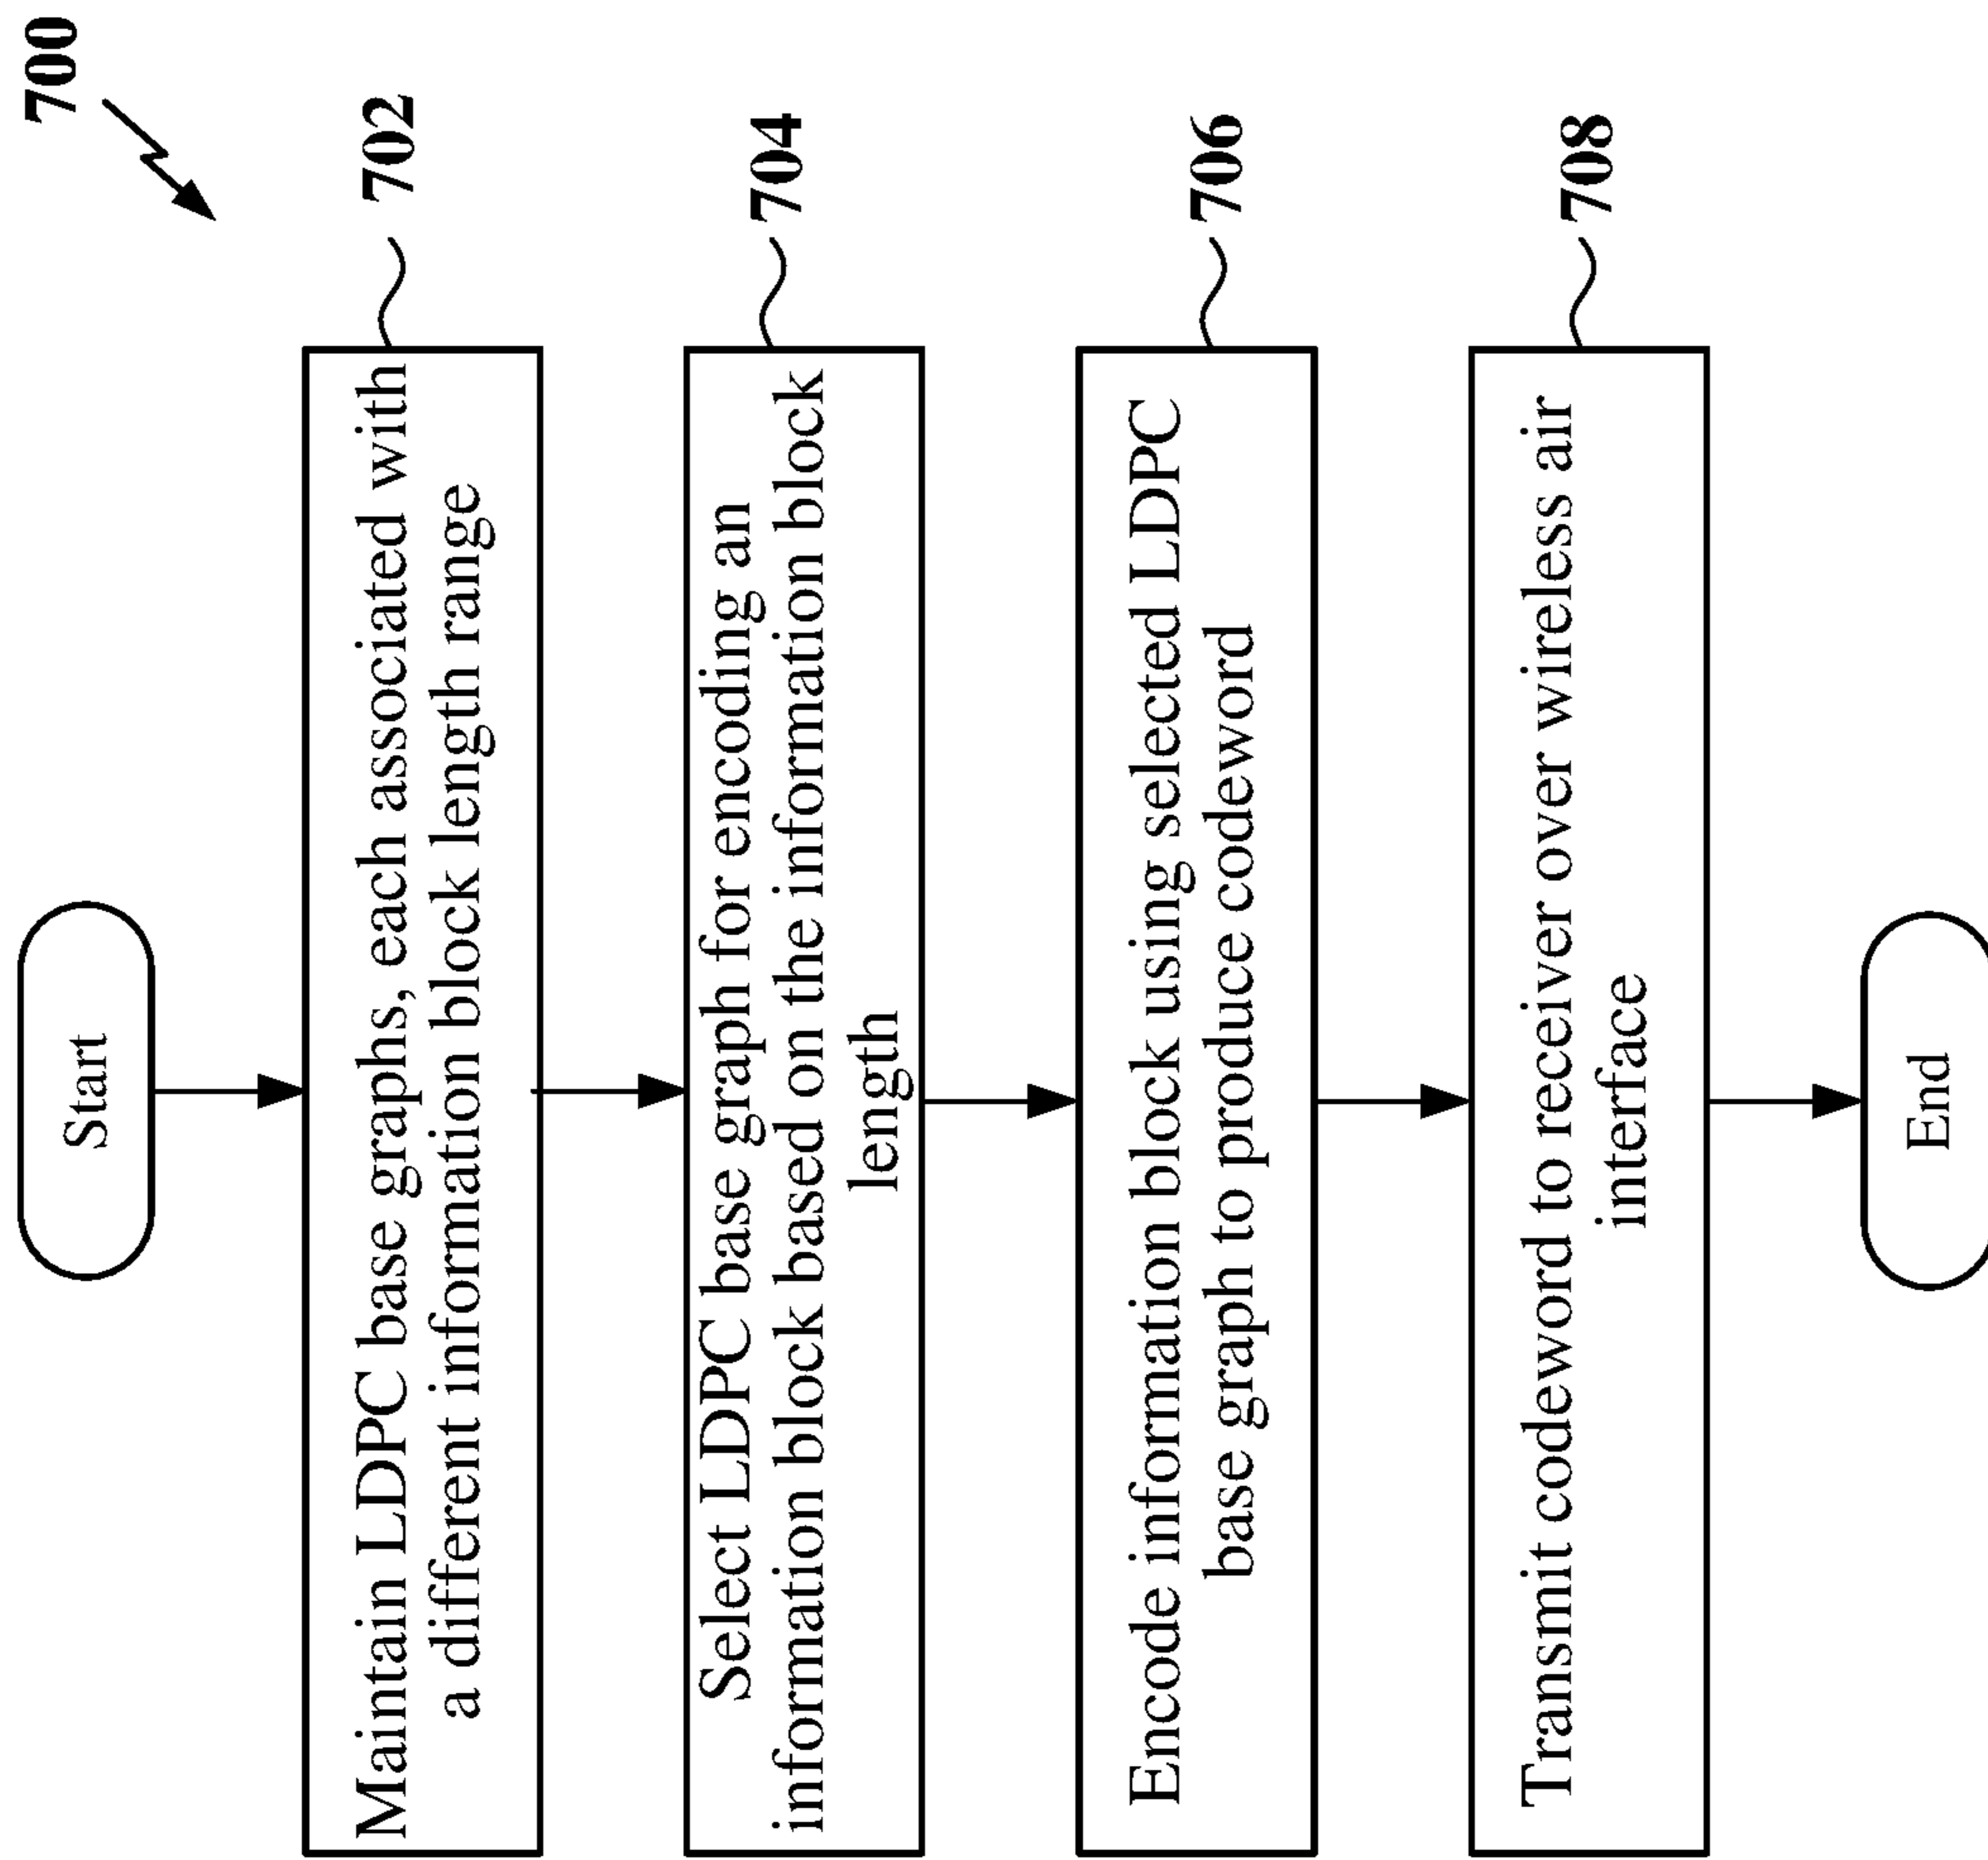 700
Start
Maintain LDPC base graphs, each associated with
a different information block length range
702
Select LDPC base graph for encoding an
information block based on the information block
length
704
Encode information block using selected LDPC
base graph to produce codeword
706
Transmit codeword to receiver over wireless air
interface
708
End